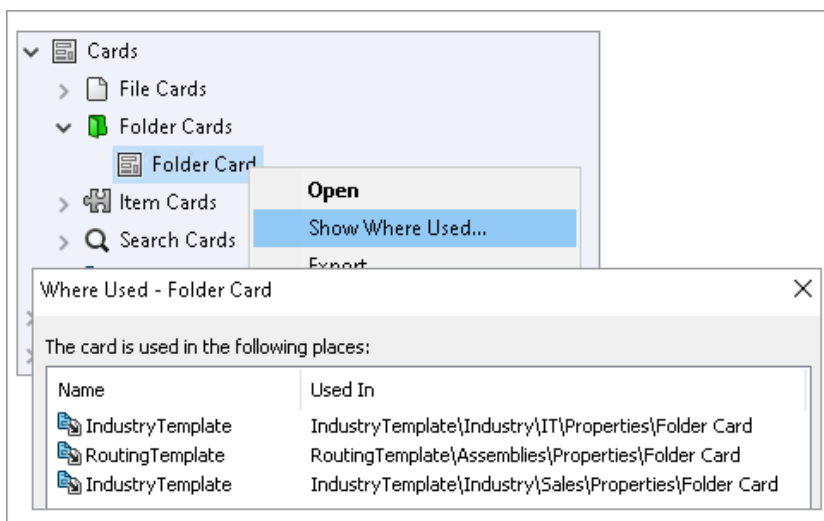 Cards
File Cards
Folder Cards
Folder Card
Open
Item Cards
Show Where Used...
Search Cards
Export
Where Used - Folder Card
The card is used in the following places:
Name Used In
IndustryTemplate IndustryTemplate\Industry\IT\Properties\Folder Card
RoutingTemplate RoutingTemplate\Assemblies\Properties\Folder Card
IndustryTemplate IndustryTemplate\Industry\Sales\Properties\Folder Card